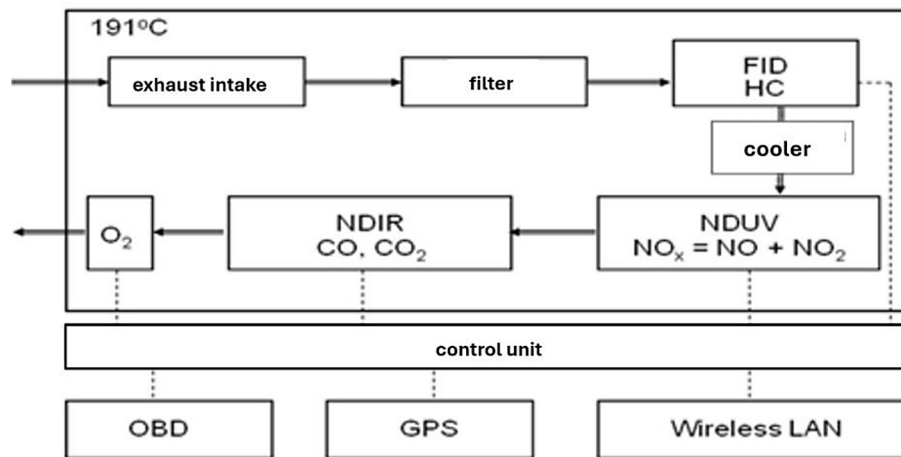 191ºC
exhaust intake
filter
FID
HC
cooler
O₂
NDIR
CO, CO₂
NDUV
NOₓ = NO + NO₂
control unit
OBD
GPS
Wireless LAN